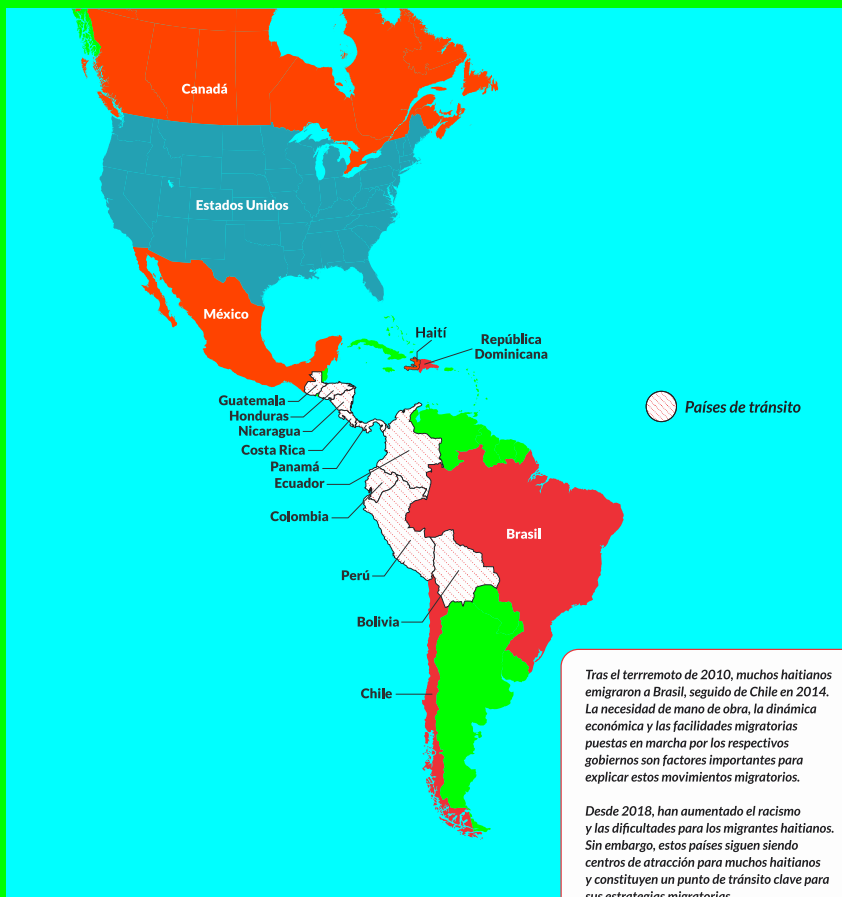 Canadá
Estados Unidos
México
Haití
República
Dominicana
Guatemala
Honduras
Nicaragua
Costa Rica
Panamá
Ecuador
Colombia
Países de tránsito
Brasil
Perú
Bolivia
Chile
Tras el terrremoto de 2010, muchos haitianos
emigraron a Brasil, seguido de Chile en 2014.
La necesidad de mano de obra, la dinámica
económica y las facilidades migratorias
puestas en marcha por los respectivos
gobiernos son factores importantes para
explicar estos movimientos migratorios.
Desde 2018, han aumentado el racismo
y las dificultades para los migrantes haitianos.
Sin embargo, estos países siguen siendo
centros de atracción para muchos haitianos
y constituyen un punto de tránsito clave para
sus estrategias migratorias